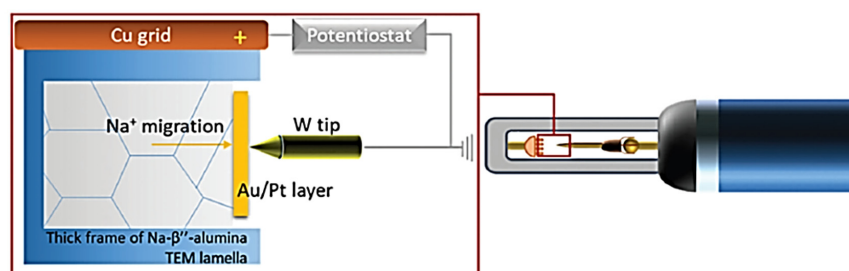 Cu grid
+
Potentiostat
Na⁺ migration
W tip
Au/Pt layer
Thick frame of Na-β″-alumina
TEM lamella